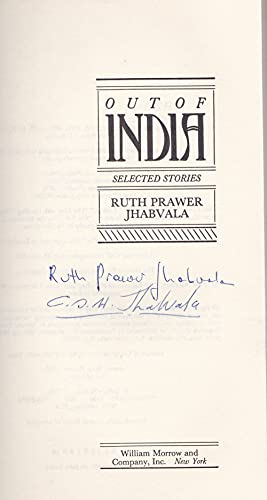 OUT OF
INDIA
SELECTED STORIES
RUTH PRAWER
JHABVALA
Ruth Prawer Jhabvala
C.S.H. Jhabvala
William Morrow and
Company, Inc. New York